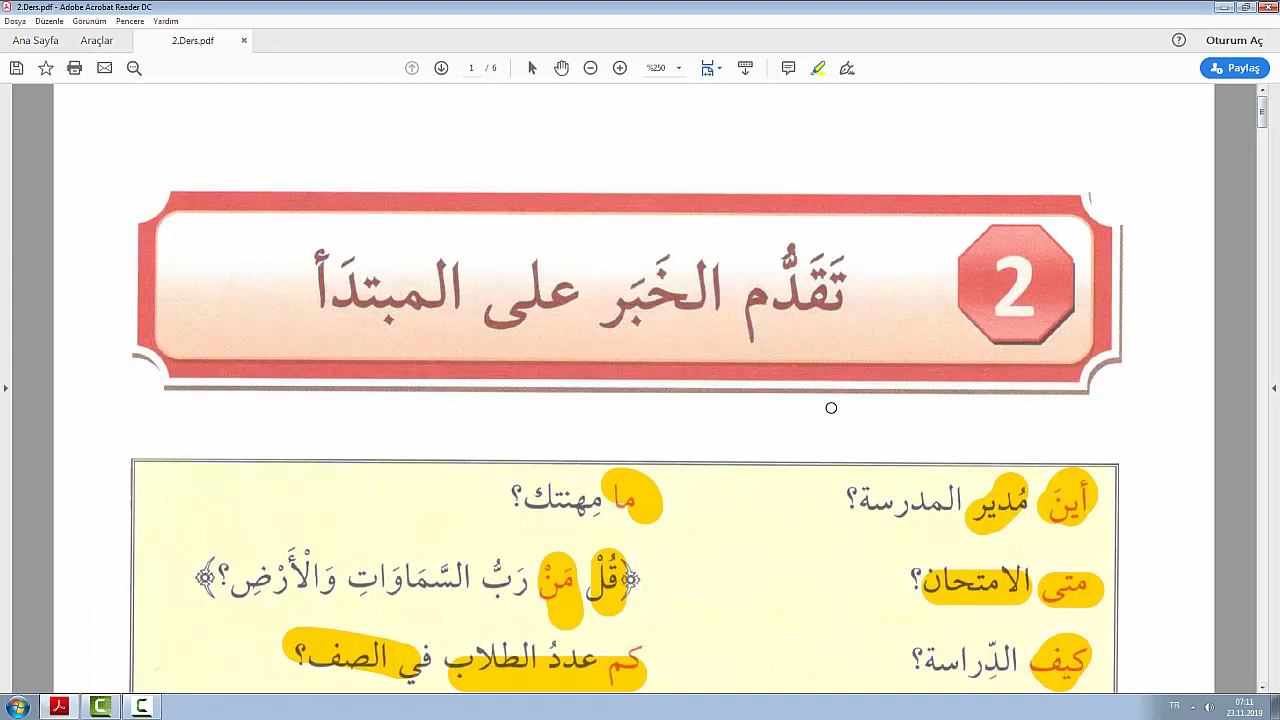 2.Ders.pdf - Adobe Acrobat Reader DC
Dosya Düzenle Görünüm Pencere Yardım
Ana Sayfa Araçlar 2.Ders.pdf × Oturum Aç
1 / 6 %250 Paylaş
2 تَقَدُّم الخَبَر على المبتدَأ
أينَ مُدير المدرسة؟ ما مِهنتك؟
متى الامتحان؟ ﴿قُلْ مَنْ رَبُّ السَّمَاوَاتِ وَالْأَرْضِ؟﴾
كيف الدِّراسة؟ كم عددُ الطلاب في الصف؟
TR 07:11
23.11.2019